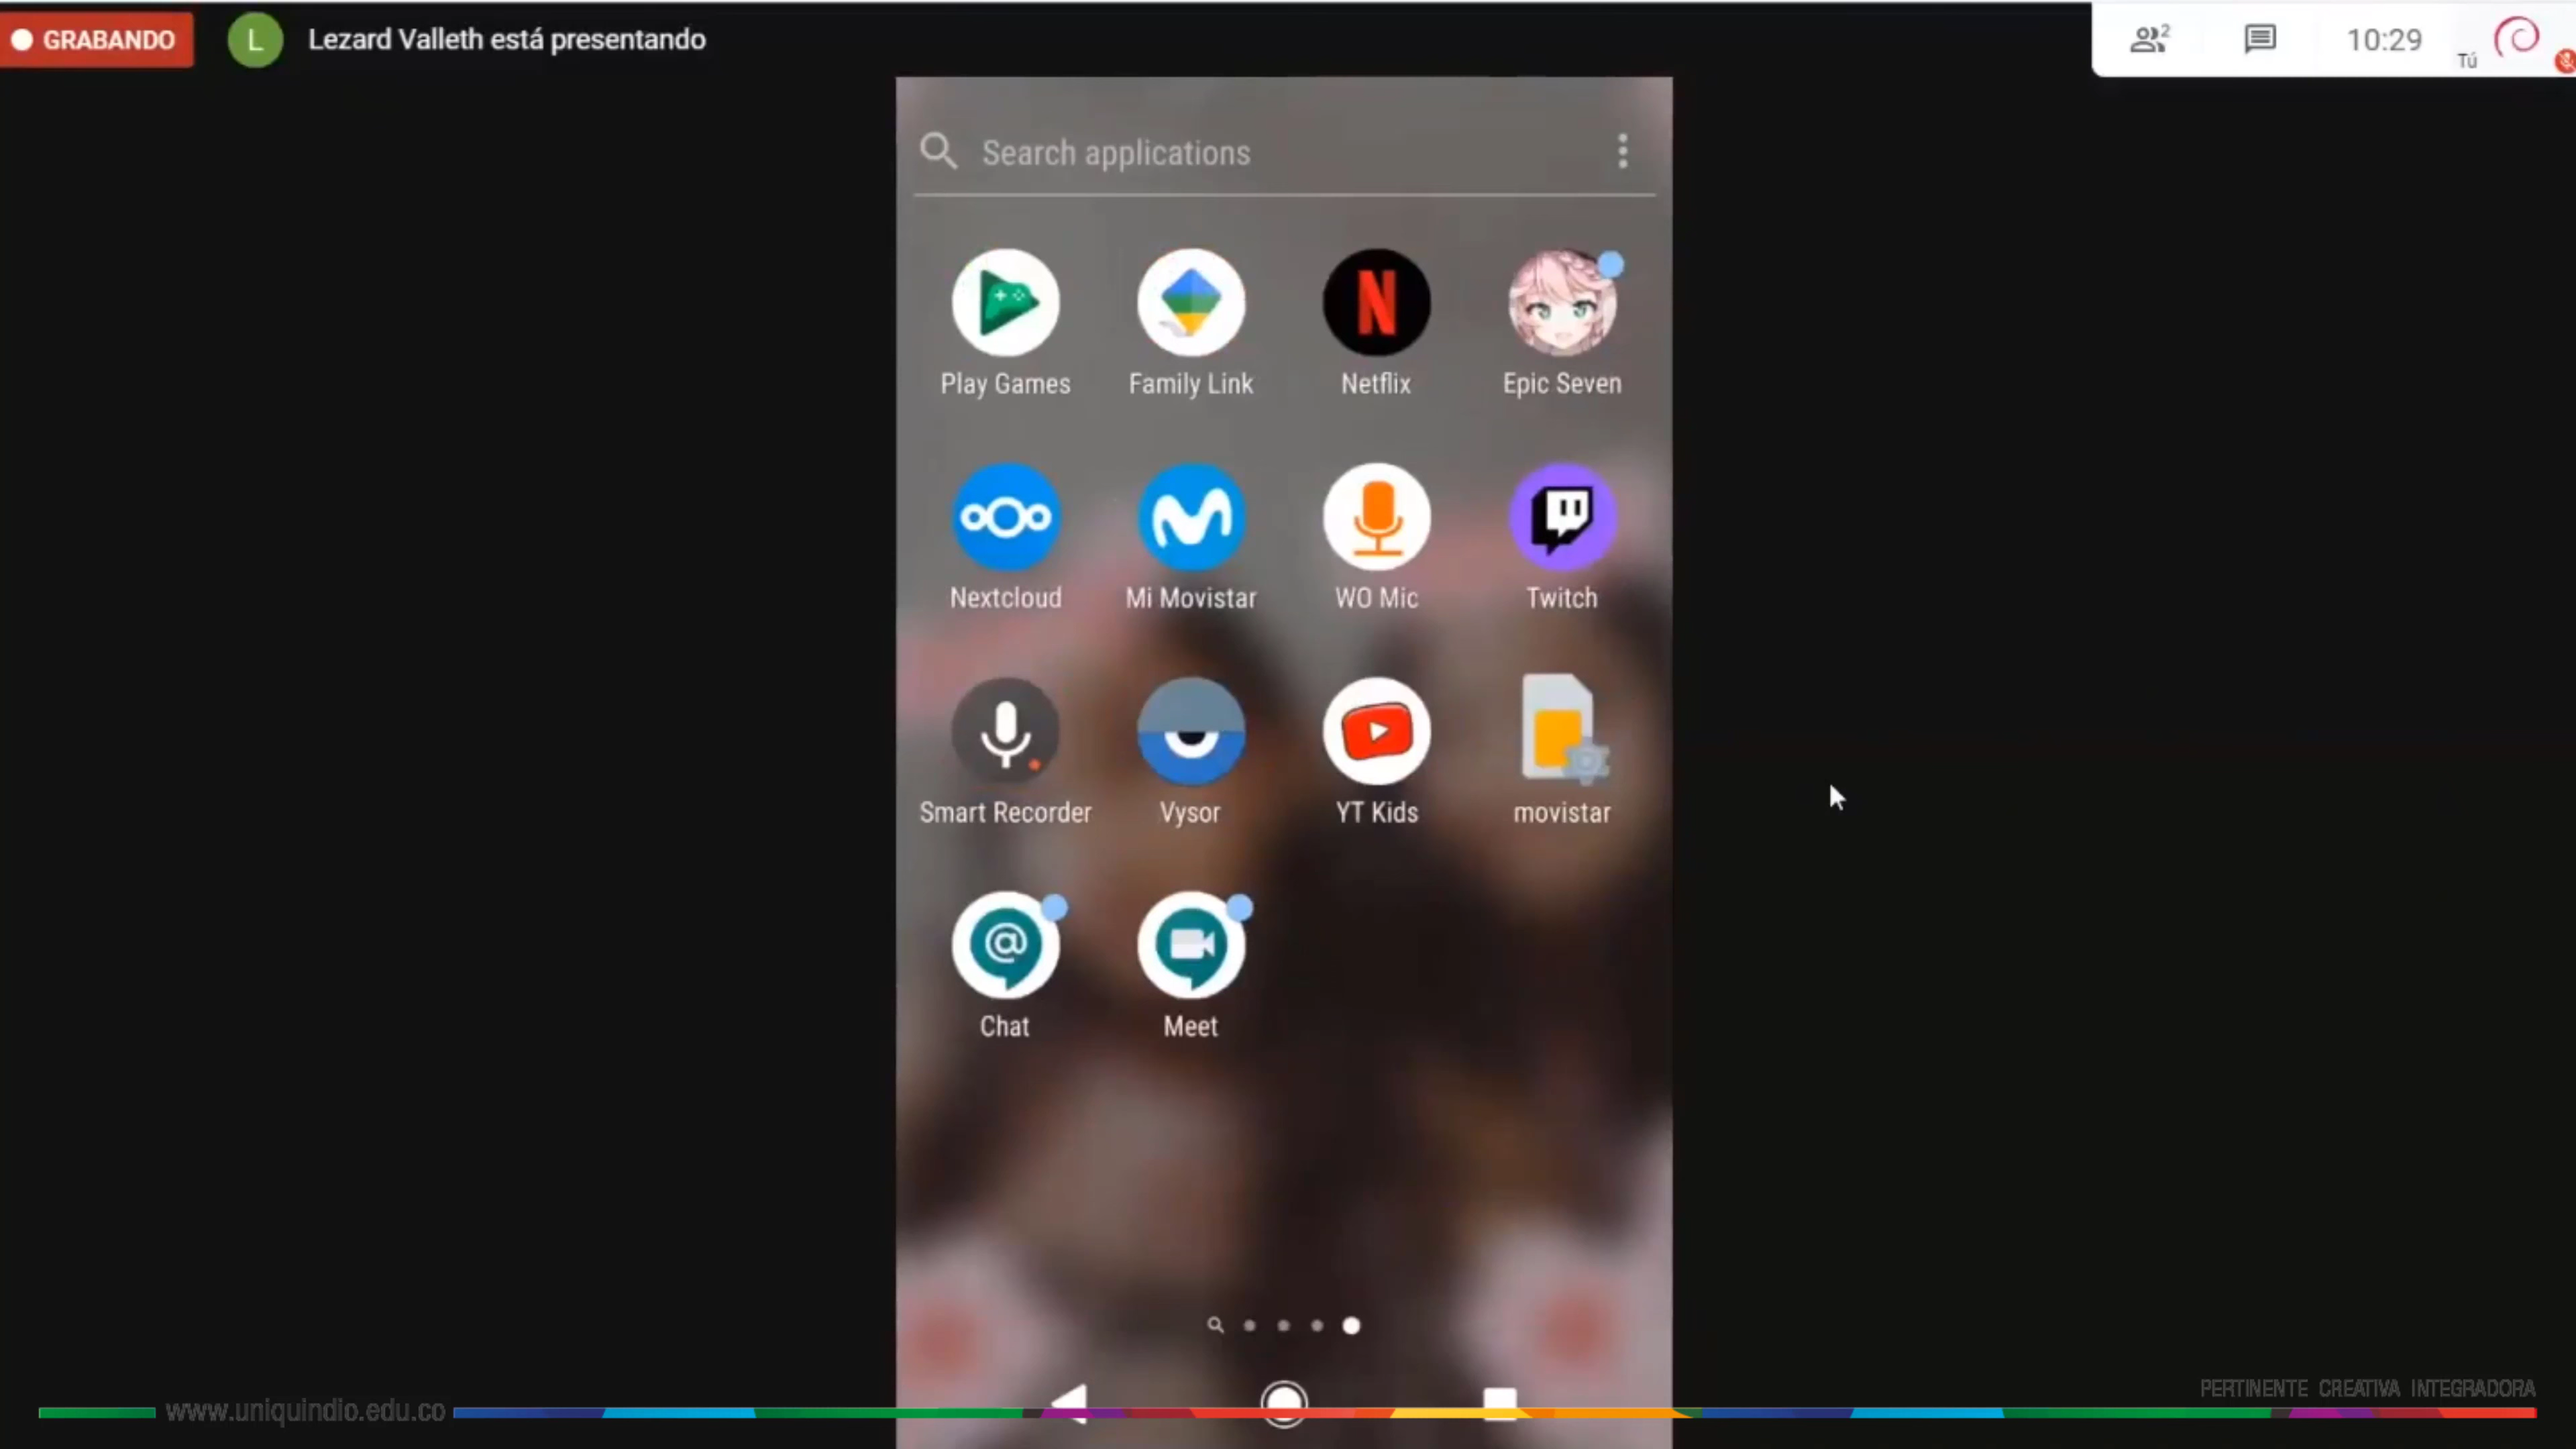 GRABANDO
L
Lezard Valleth está presentando
2
10:29
Tú
Search applications
Play Games
Family Link
Netflix
Epic Seven
Nextcloud
Mi Movistar
WO Mic
Twitch
Smart Recorder
Vysor
YT Kids
movistar
Chat
Meet
PERTINENTE CREATIVA INTEGRADORA
www.uniquindio.edu.co